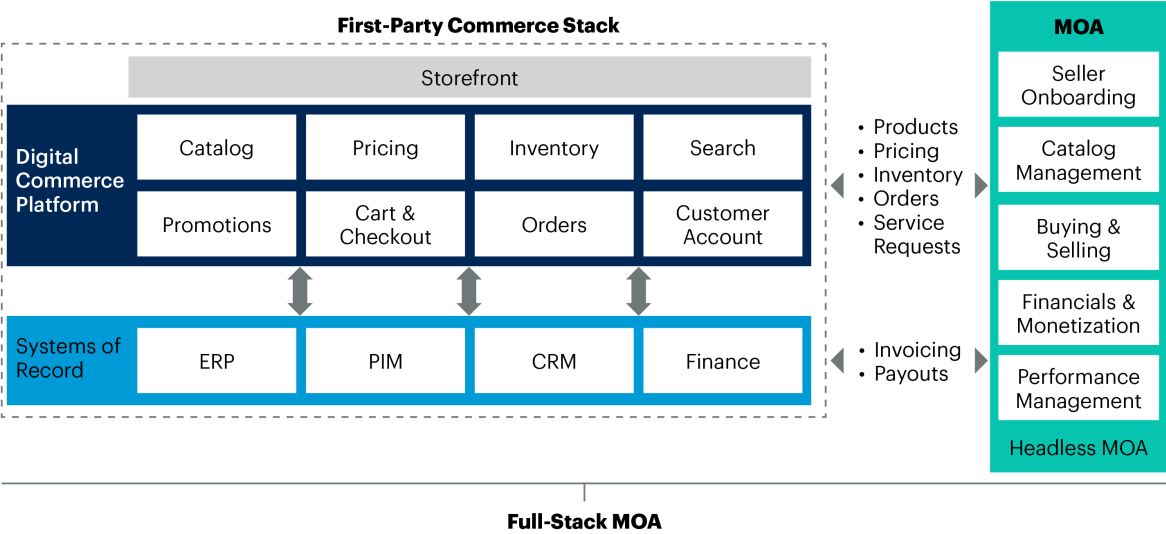 First-Party Commerce Stack
Storefront
Digital
Commerce
Platform
Catalog
Pricing
Inventory
Search
Promotions
Cart &
Checkout
Orders
Customer
Account
Systems of
Record
ERP
PIM
CRM
Finance
• Products
• Pricing
• Inventory
• Orders
• Service
Requests
• Invoicing
• Payouts
MOA
Seller
Onboarding
Catalog
Management
Buying &
Selling
Financials &
Monetization
Performance
Management
Headless MOA
Full-Stack MOA